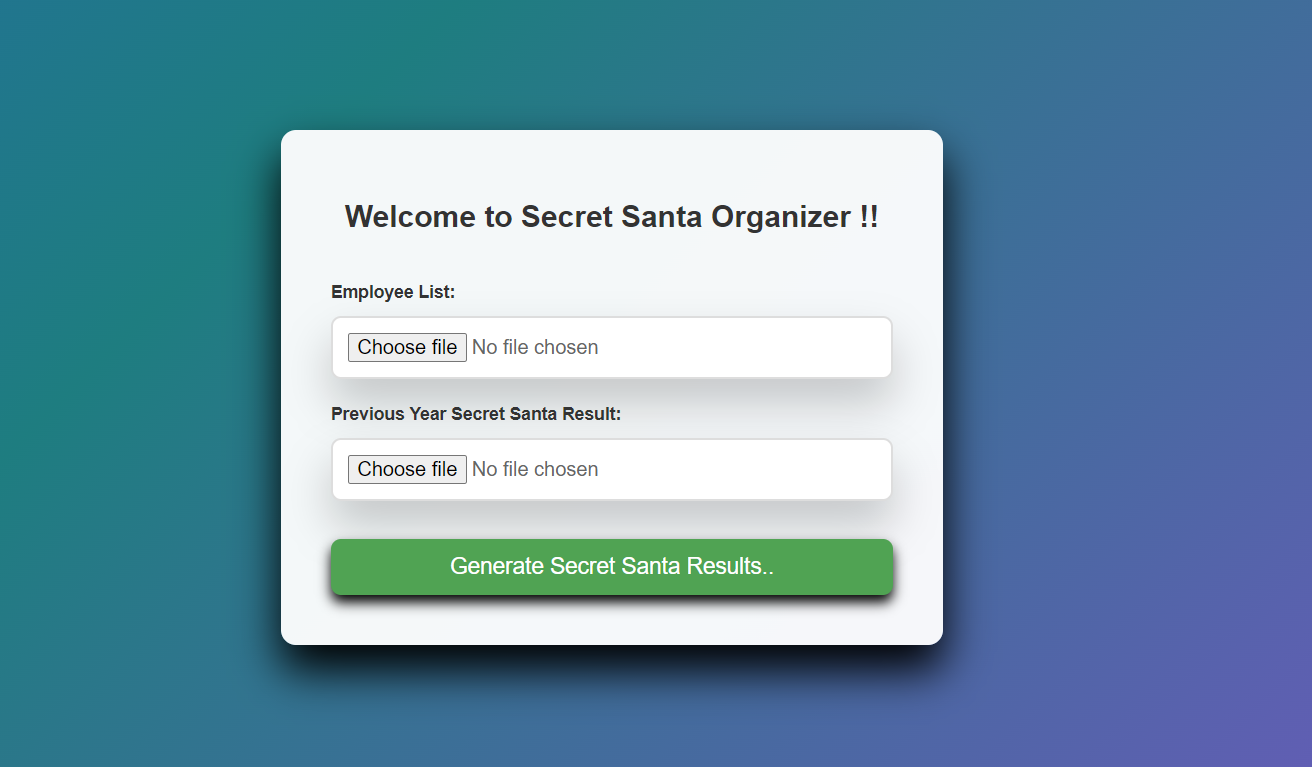 Welcome to Secret Santa Organizer !!
Employee List:
Choose file No file chosen
Previous Year Secret Santa Result:
Choose file No file chosen
Generate Secret Santa Results..